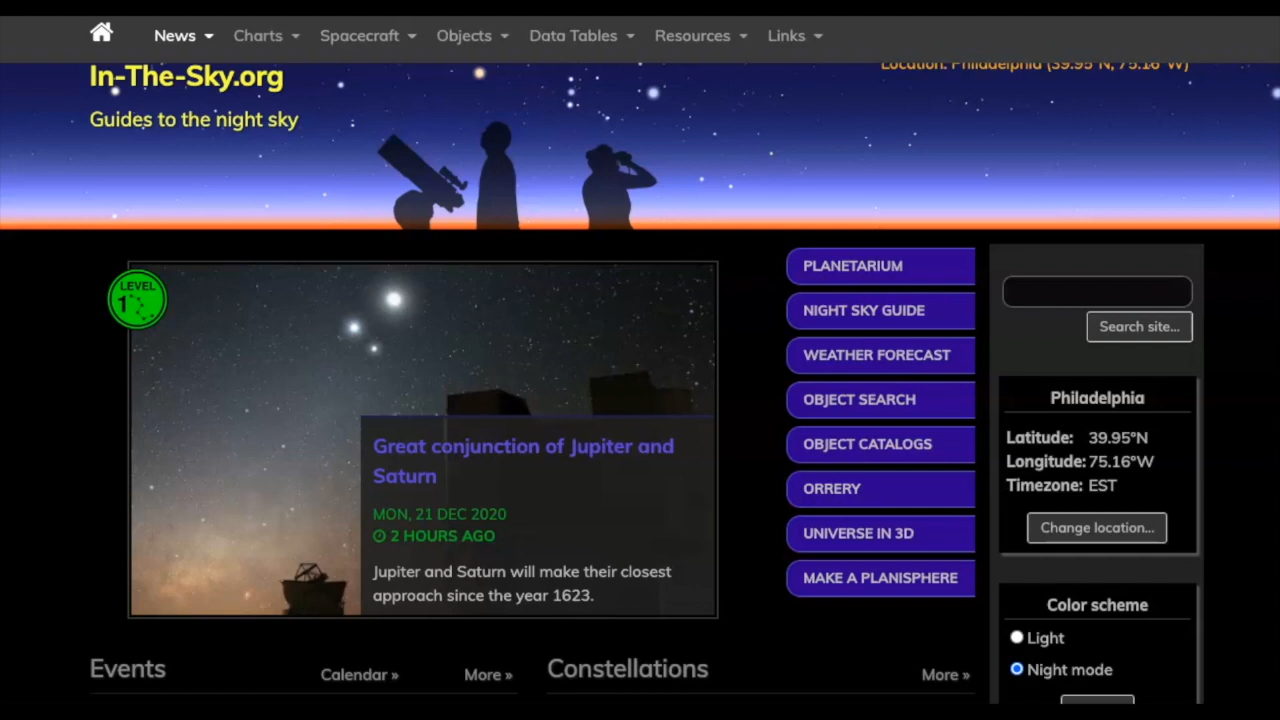 News Charts Spacecraft Objects Data Tables Resources Links
In-The-Sky.org
Location: Philadelphia (39.95°N, 75.16°W)
Guides to the night sky
LEVEL
1
Great conjunction of Jupiter and
Saturn
MON, 21 DEC 2020
2 HOURS AGO
Jupiter and Saturn will make their closest
approach since the year 1623.
PLANETARIUM
NIGHT SKY GUIDE
WEATHER FORECAST
OBJECT SEARCH
OBJECT CATALOGS
ORRERY
UNIVERSE IN 3D
MAKE A PLANISPHERE
Search site...
Philadelphia
Latitude: 39.95°N
Longitude: 75.16°W
Timezone: EST
Change location...
Color scheme
Light
Night mode
Events Calendar » More »
Constellations More »